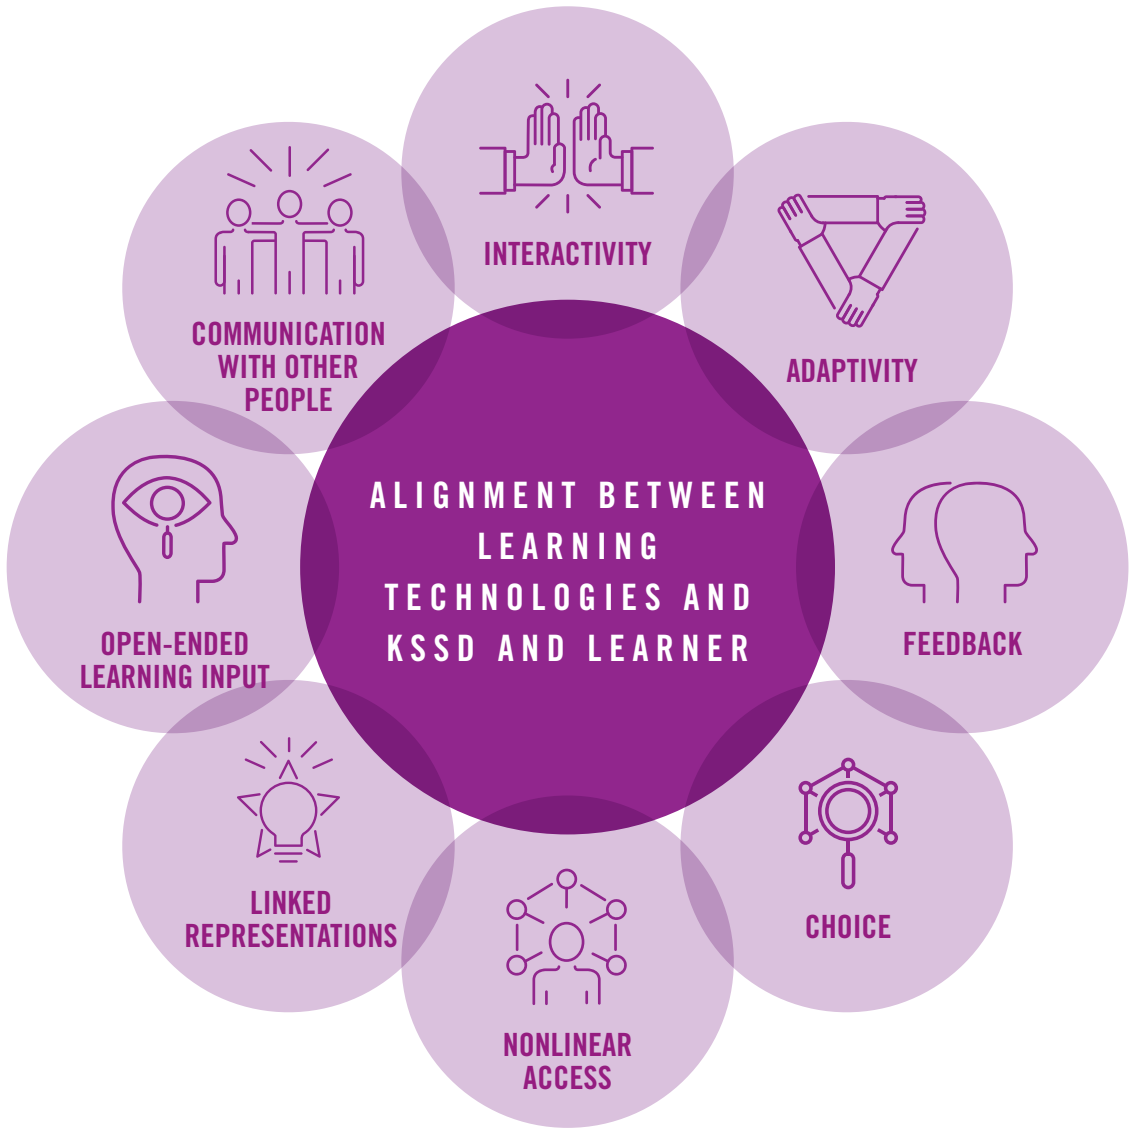 INTERACTIVITY
ADAPTIVITY
FEEDBACK
CHOICE
NONLINEAR
ACCESS
LINKED
REPRESENTATIONS
OPEN-ENDED
LEARNING INPUT
COMMUNICATION
WITH OTHER
PEOPLE
ALIGNMENT BETWEEN
LEARNING
TECHNOLOGIES AND
KSSD AND LEARNER